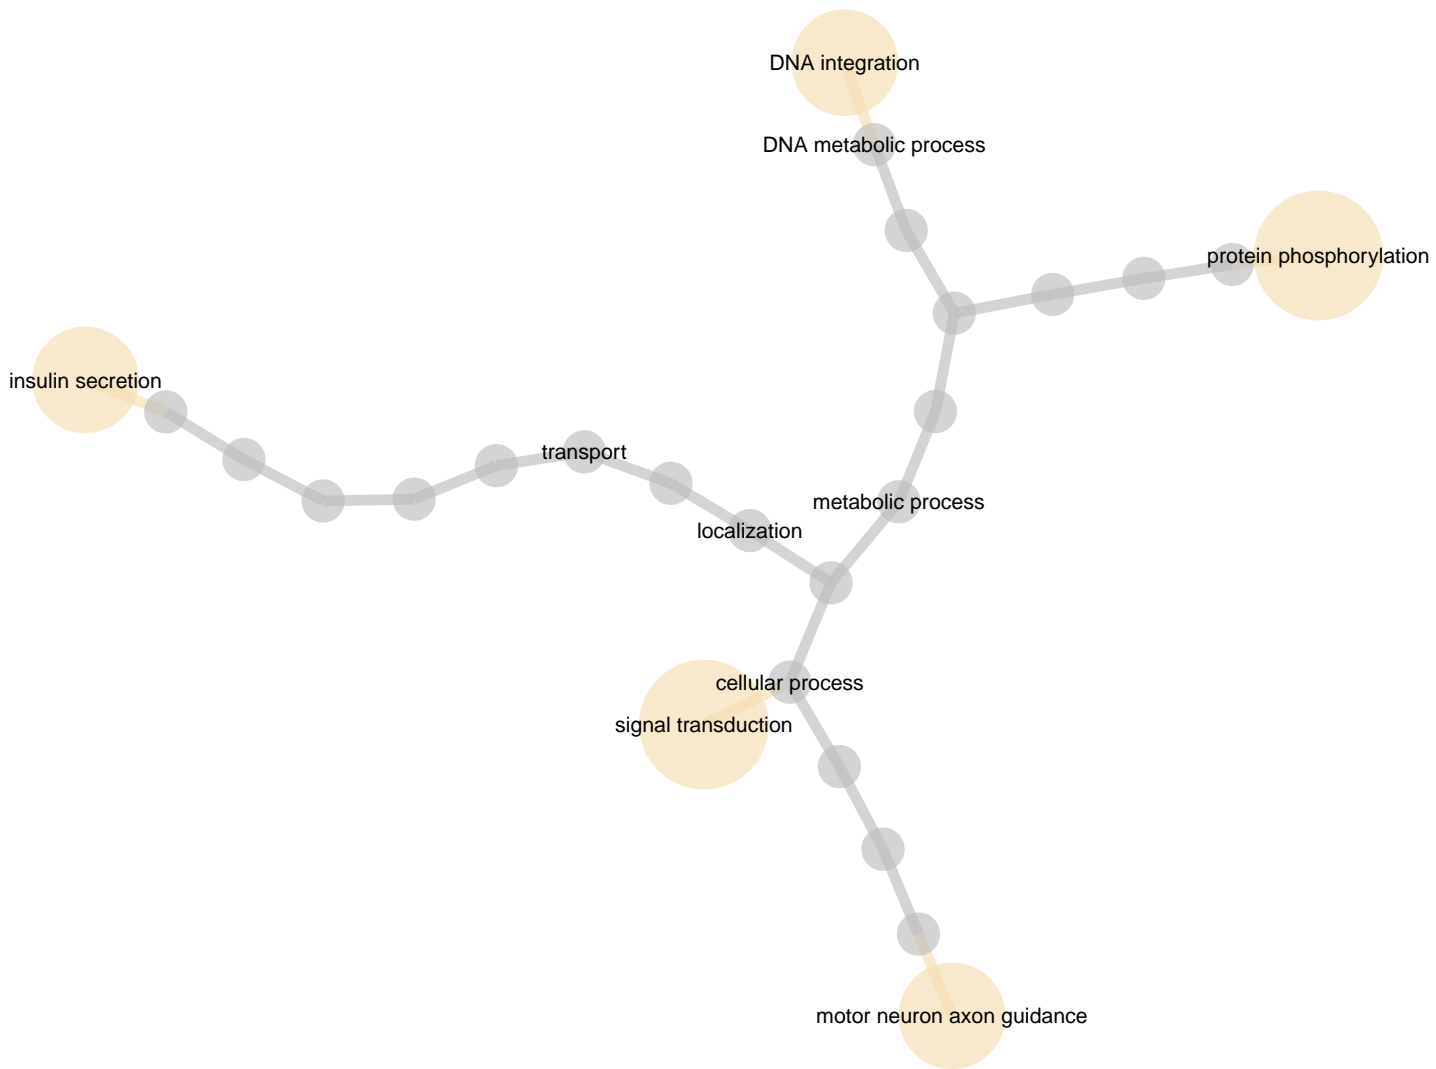 DNA integration
DNA metabolic process
protein phosphorylation
insulin secretion
transport
metabolic process
localization
cellular process
signal transduction
motor neuron axon guidance